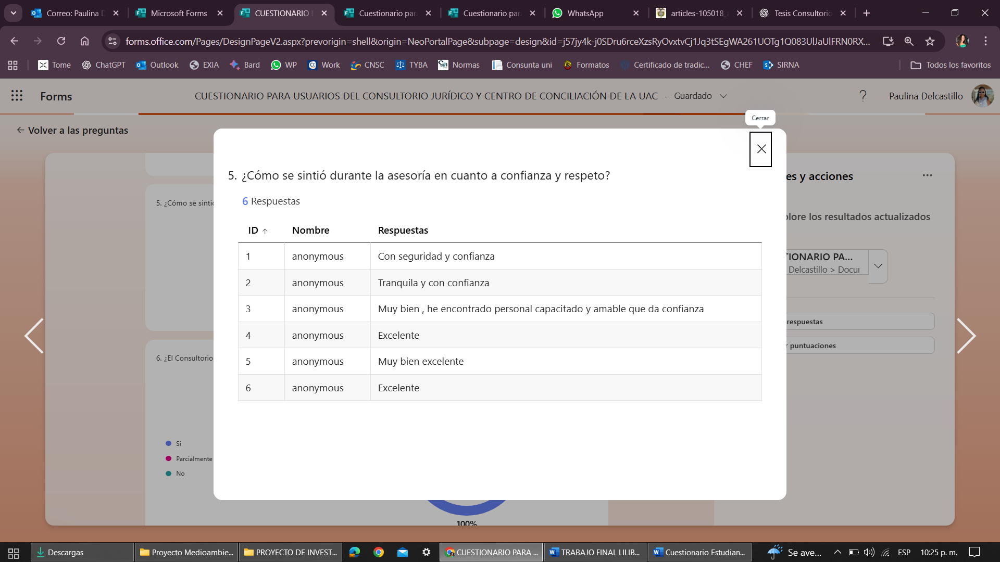 Correo: Paulina D
Microsoft Forms
CUESTIONARIO
Cuestionario par
Cuestionario par
WhatsApp
articles-105018_
Tesis Consultorio
forms.office.com/Pages/DesignPageV2.aspx?prevorigin=shell&origin=NeoPortalPage&subpage=design&id=j57jy4k-j0SDru6rceXzsRyOvxtvCj1Jq3tSEgWA261UOTg1Q083UlJaUlFRN0RX...
Tome
ChatGPT
Outlook
EXIA
Bard
WP
Work
CNSC
TYBA
Normas
Consunta uni
Formatos
Certificado de tradic...
CHEF
SIRNA
Todos los favoritos
Forms
CUESTIONARIO PARA USUARIOS DEL CONSULTORIO JURÍDICO Y CENTRO DE CONCILIACIÓN DE LA UAC - Guardado
?
Paulina Delcastillo
Cerrar
Volver a las preguntas
5. ¿Cómo se sintió durante la asesoría en cuanto a confianza y respeto?
6 Respuestas
ID Nombre Respuestas
1 anonymous Con seguridad y confianza
2 anonymous Tranquila y con confianza
3 anonymous Muy bien , he encontrado personal capacitado y amable que da confianza
4 anonymous Excelente
5 anonymous Muy bien excelente
6 anonymous Excelente
5. ¿Cómo se sintió
6. ¿El Consultorio
Si
Parcialmente
No
100%
es y acciones
plore los resultados actualizados
TIONARIO PA...
Delcastillo > Docu
respuestas
r puntuaciones
Descargas
Proyecto Medioambie...
PROYECTO DE INVEST...
CUESTIONARIO PARA ...
TRABAJO FINAL LILIB...
Cuestionario Estudian...
Se ave...
ESP
10:25 p. m.